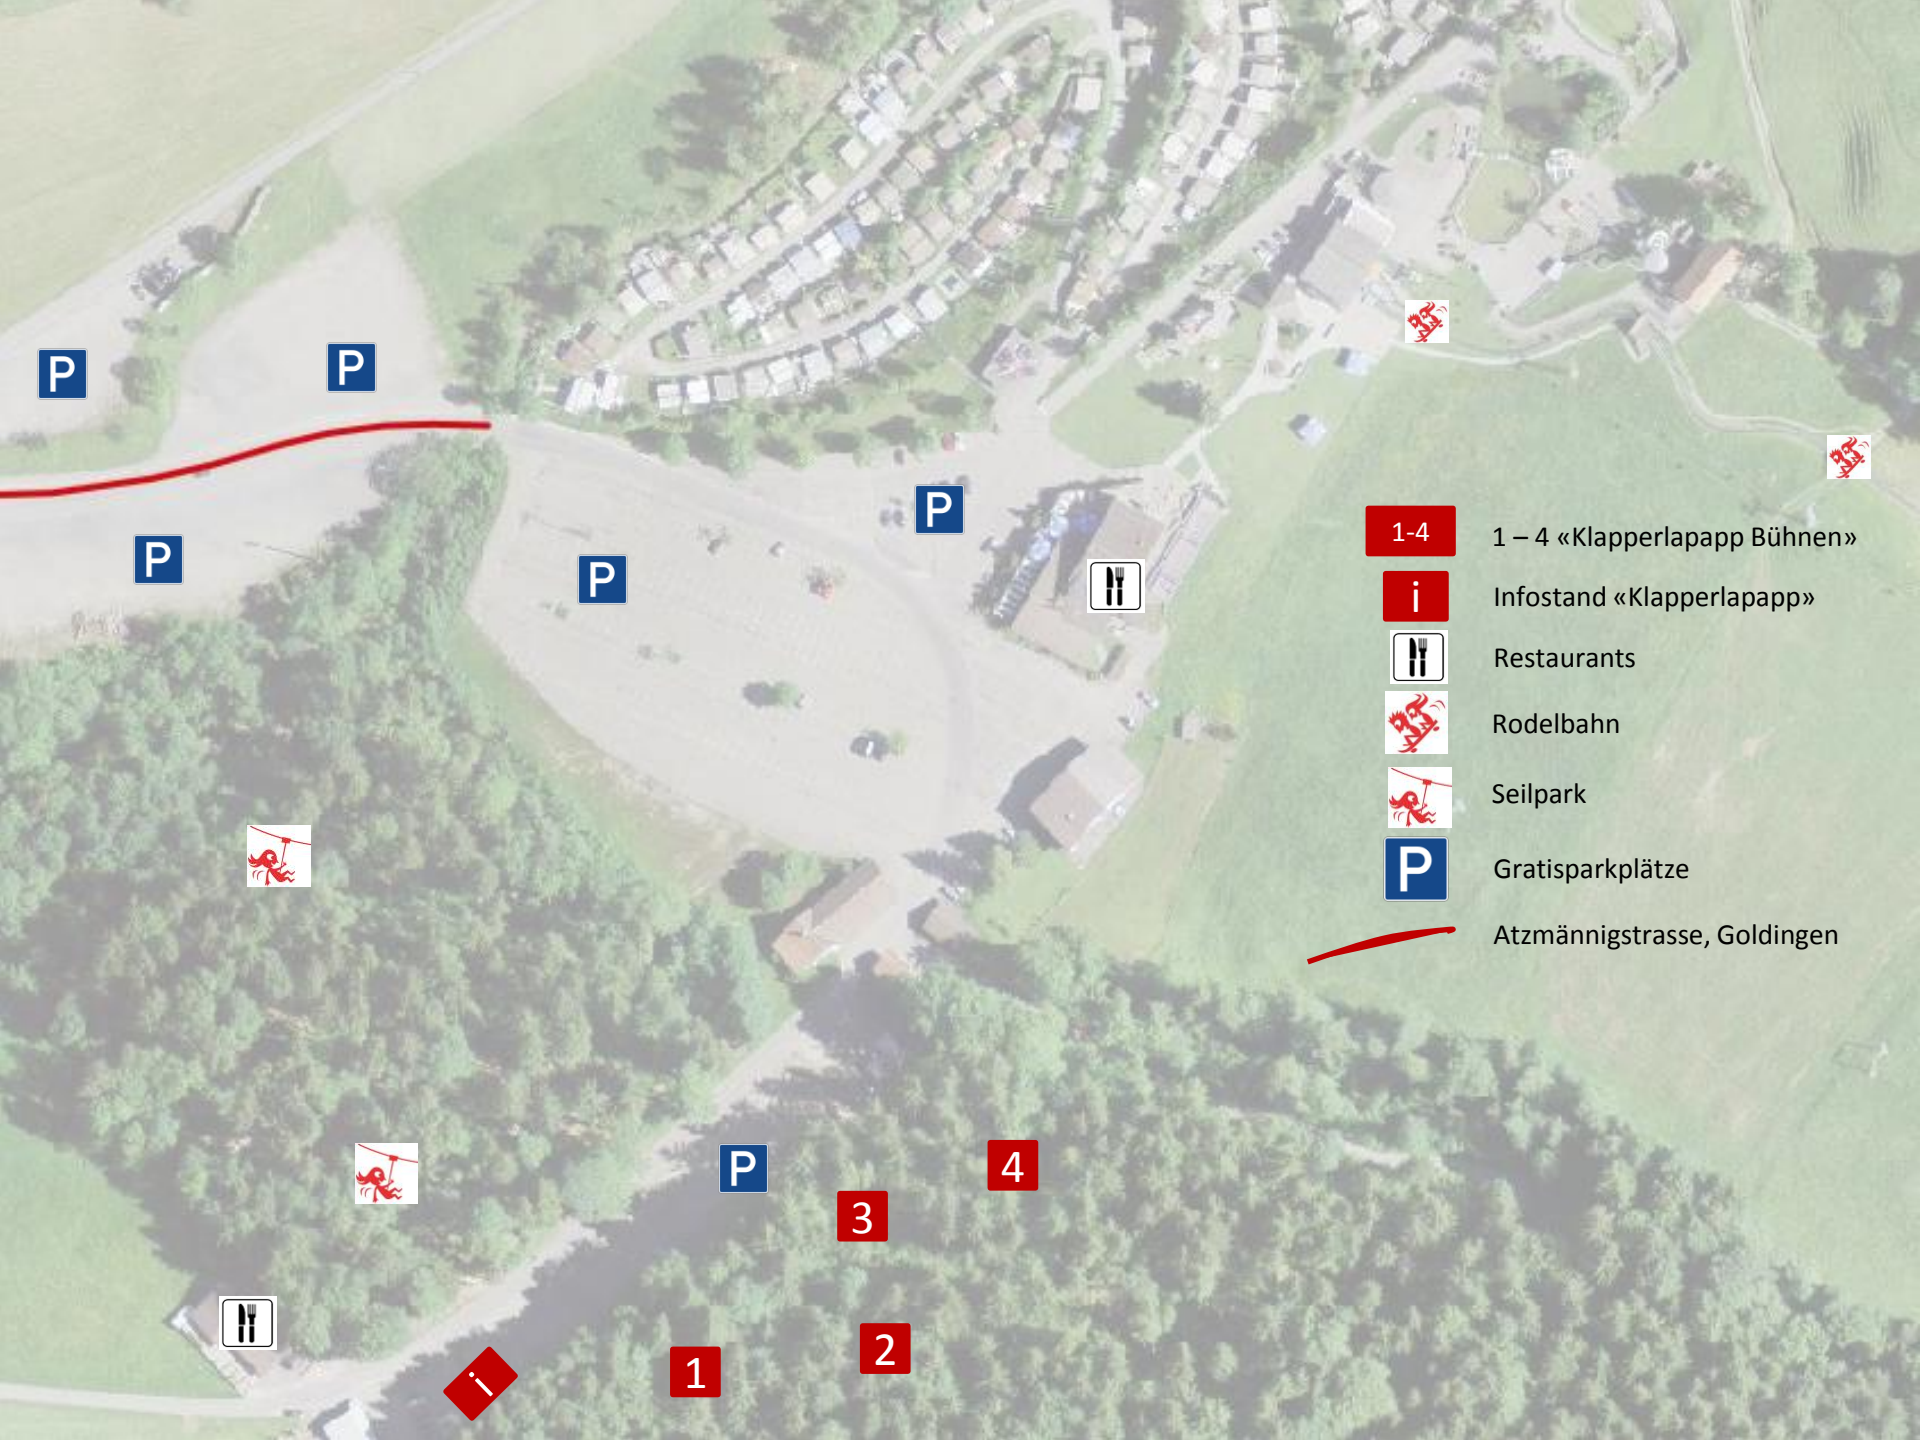 P
P
P
P
P
1-4
1 – 4 «Klapperlapapp Bühnen»
i
Infostand «Klapperlapapp»
Restaurants
Rodelbahn
Seilpark
P
Gratisparkplätze
Atzmännigstrasse, Goldingen
P
4
3
2
1
i